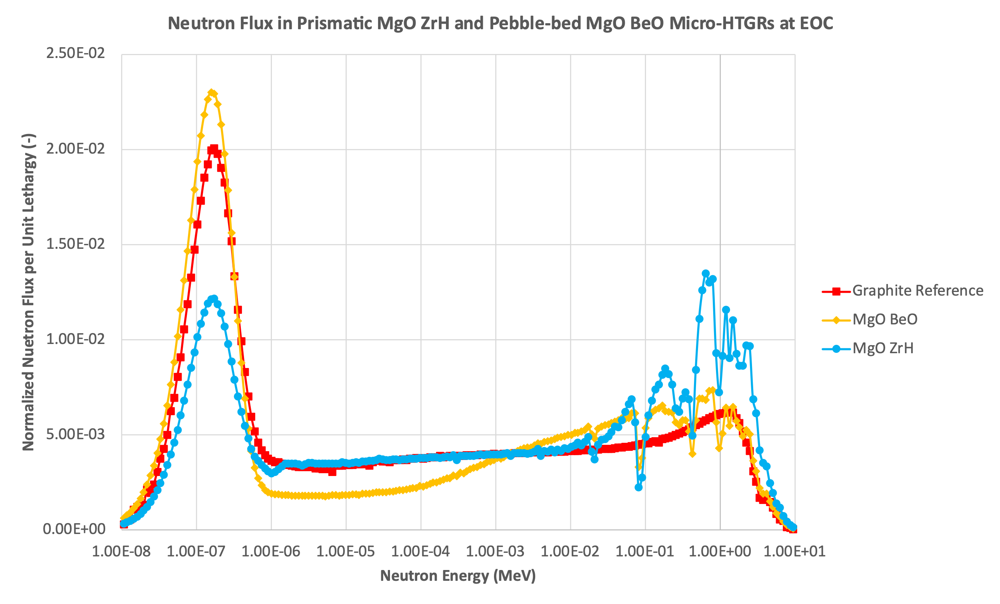 Neutron Flux in Prismatic MgO ZrH and Pebble-bed MgO BeO Micro-HTGRs at EOC
Normalized Nuetron Flux per Unit Lethargy (-)
2.50E-02
2.00E-02
1.50E-02
1.00E-02
5.00E-03
0.00E+00
1.00E-08 1.00E-07 1.00E-06 1.00E-05 1.00E-04 1.00E-03 1.00E-02 1.00E-01 1.00E+00 1.00E+01
Neutron Energy (MeV)
Graphite Reference
MgO BeO
MgO ZrH